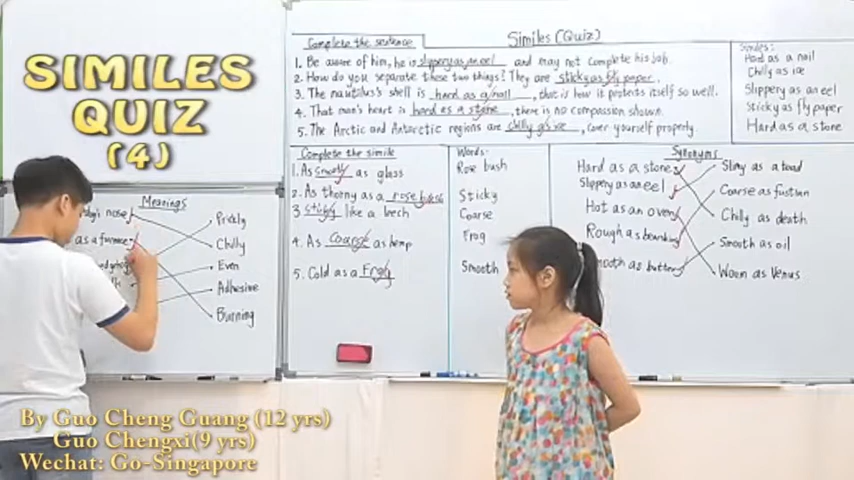 SIMILES
QUIZ
(4)
Meanings
nose
as a furnace
Prickly
Chilly
Even
Adhesive
Burning
Similes (Quiz)
Complete the sentence
1. Be aware of him, he is slippery as an eel and may not complete his job.
2. How do you separate these two things? They are sticky as fly paper.
3. The nautilus's shell is hard as a nail, that is how it protects itself so well.
4. That man's heart is hard as a stone, there is no compassion shown.
5. The Arctic and Antarctic regions are chilly as ice, cover yourself properly.
Similes:
Hard as a nail
Chilly as ice
Slippery as an eel
Sticky as fly paper
Hard as a stone
Complete the simile
1. As smooth as glass
2. As thorny as a rose bush
3 sticky like a leech
4. As Coarse as hemp
5. Cold as a Frog
Words:
Rose bush
Sticky
Coarse
Frog
Smooth
Synonyms
Hard as a stone
Slippery as an eel
Hot as an oven
Rough as
as butter
Slimy as a toad
Coarse as fustian
Chilly as death
Smooth as oil
Warm as Venus
By Guo Cheng Guang (12 yrs)
Guo Chengxi(9 yrs)
Wechat: Go-Singapore